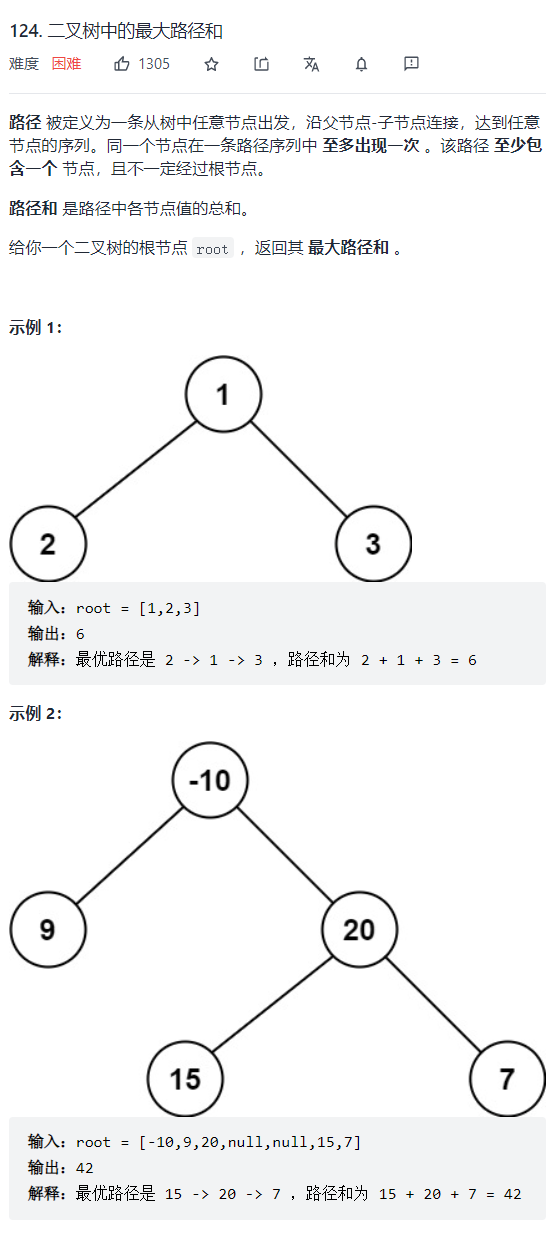 124. 二叉树中的最大路径和
难度 困难 1305
路径 被定义为一条从树中任意节点出发，沿父节点-子节点连接，达到任意
节点的序列。同一个节点在一条路径序列中 至多出现一次 。该路径 至少包
含一个 节点，且不一定经过根节点。
路径和 是路径中各节点值的总和。
给你一个二叉树的根节点 root ，返回其 最大路径和 。
示例 1：
1
2 3
输入：root = [1,2,3]
输出：6
解释：最优路径是 2 -> 1 -> 3 ，路径和为 2 + 1 + 3 = 6
示例 2：
-10
9 20
15 7
输入：root = [-10,9,20,null,null,15,7]
输出：42
解释：最优路径是 15 -> 20 -> 7 ，路径和为 15 + 20 + 7 = 42